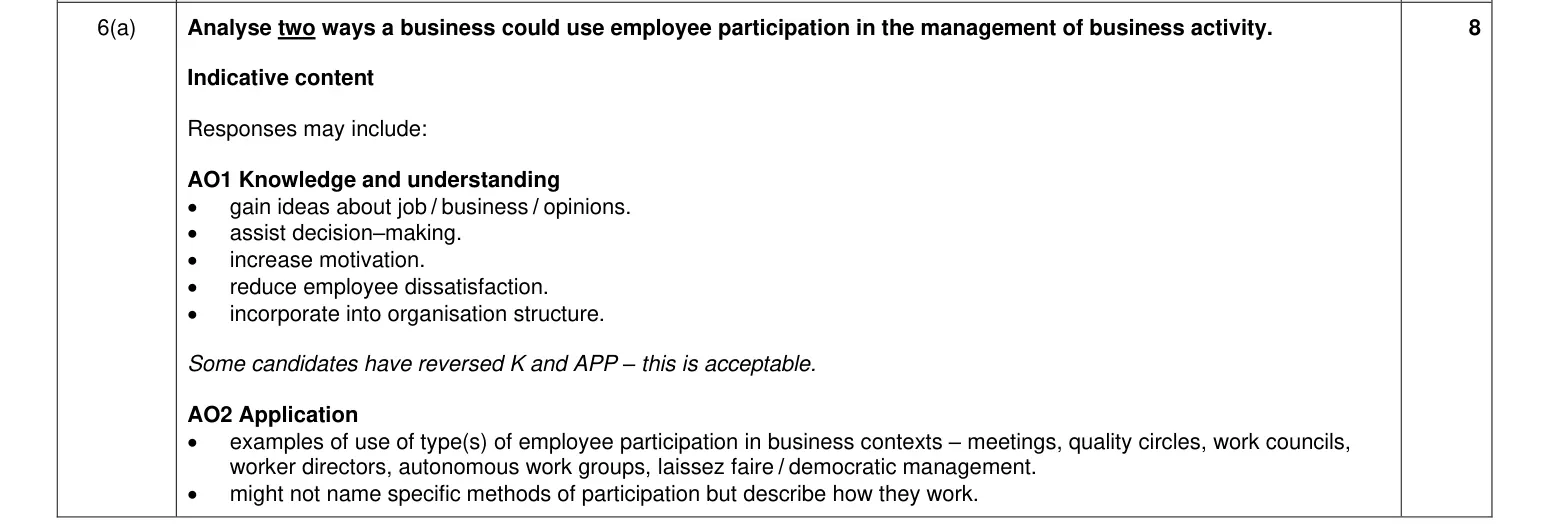 6(a) Analyse two ways a business could use employee participation in the management of business activity. 8
Indicative content
Responses may include:
AO1 Knowledge and understanding
• gain ideas about job / business / opinions.
• assist decision–making.
• increase motivation.
• reduce employee dissatisfaction.
• incorporate into organisation structure.
Some candidates have reversed K and APP – this is acceptable.
AO2 Application
• examples of use of type(s) of employee participation in business contexts – meetings, quality circles, work councils,
worker directors, autonomous work groups, laissez faire / democratic management.
• might not name specific methods of participation but describe how they work.